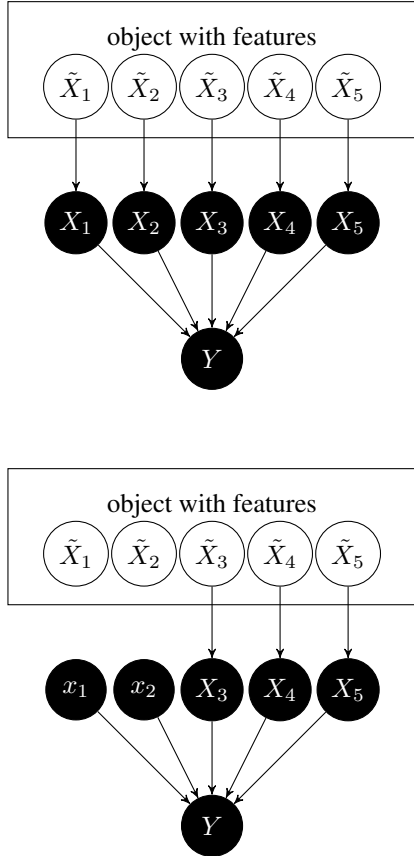 object with features
X̃₁ X̃₂ X̃₃ X̃₄ X̃₅
X₁ X₂ X₃ X₄ X₅
Y
object with features
X̃₁ X̃₂ X̃₃ X̃₄ X̃₅
x₁ x₂ X₃ X₄ X₅
Y